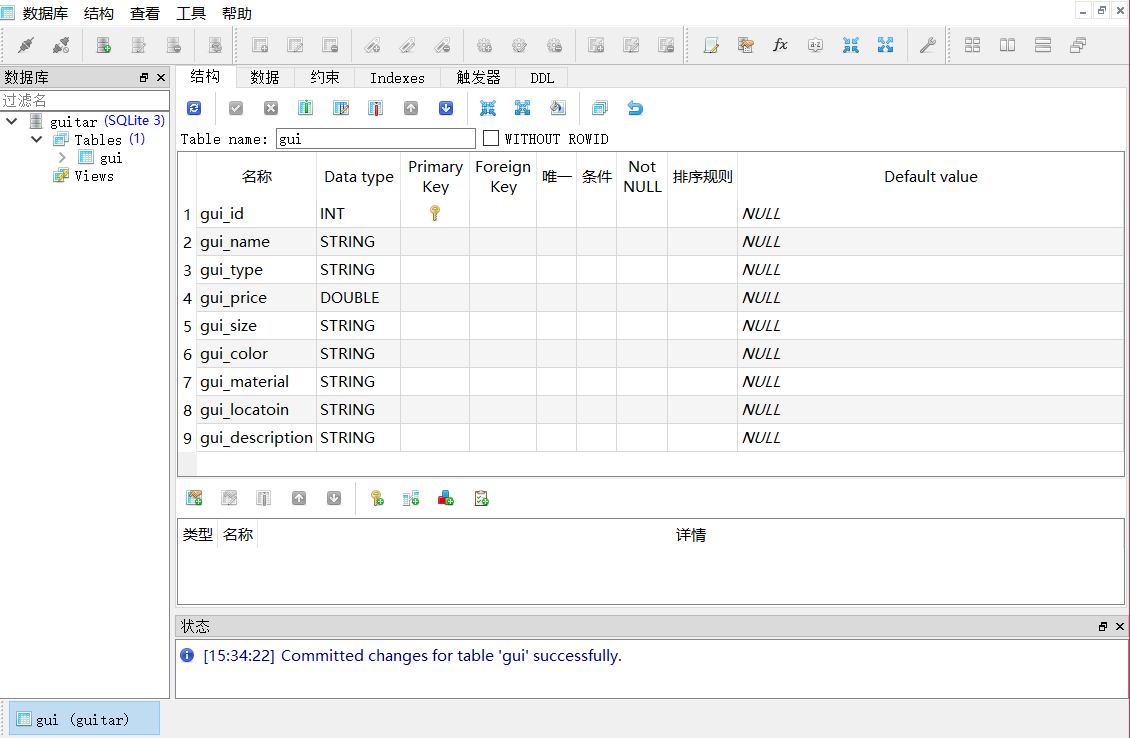 数据库 结构 查看 工具 帮助
数据库
过滤名
guitar (SQLite 3)
Tables (1)
gui
Views
结构 数据 约束 Indexes 触发器 DDL
Table name: gui WITHOUT ROWID
名称 Data type Primary Key Foreign Key 唯一 条件 Not NULL 排序规则 Default value
1 gui_id INT NULL
2 gui_name STRING NULL
3 gui_type STRING NULL
4 gui_price DOUBLE NULL
5 gui_size STRING NULL
6 gui_color STRING NULL
7 gui_material STRING NULL
8 gui_locatoin STRING NULL
9 gui_description STRING NULL
类型 名称 详情
状态
[15:34:22] Committed changes for table 'gui' successfully.
gui (guitar)